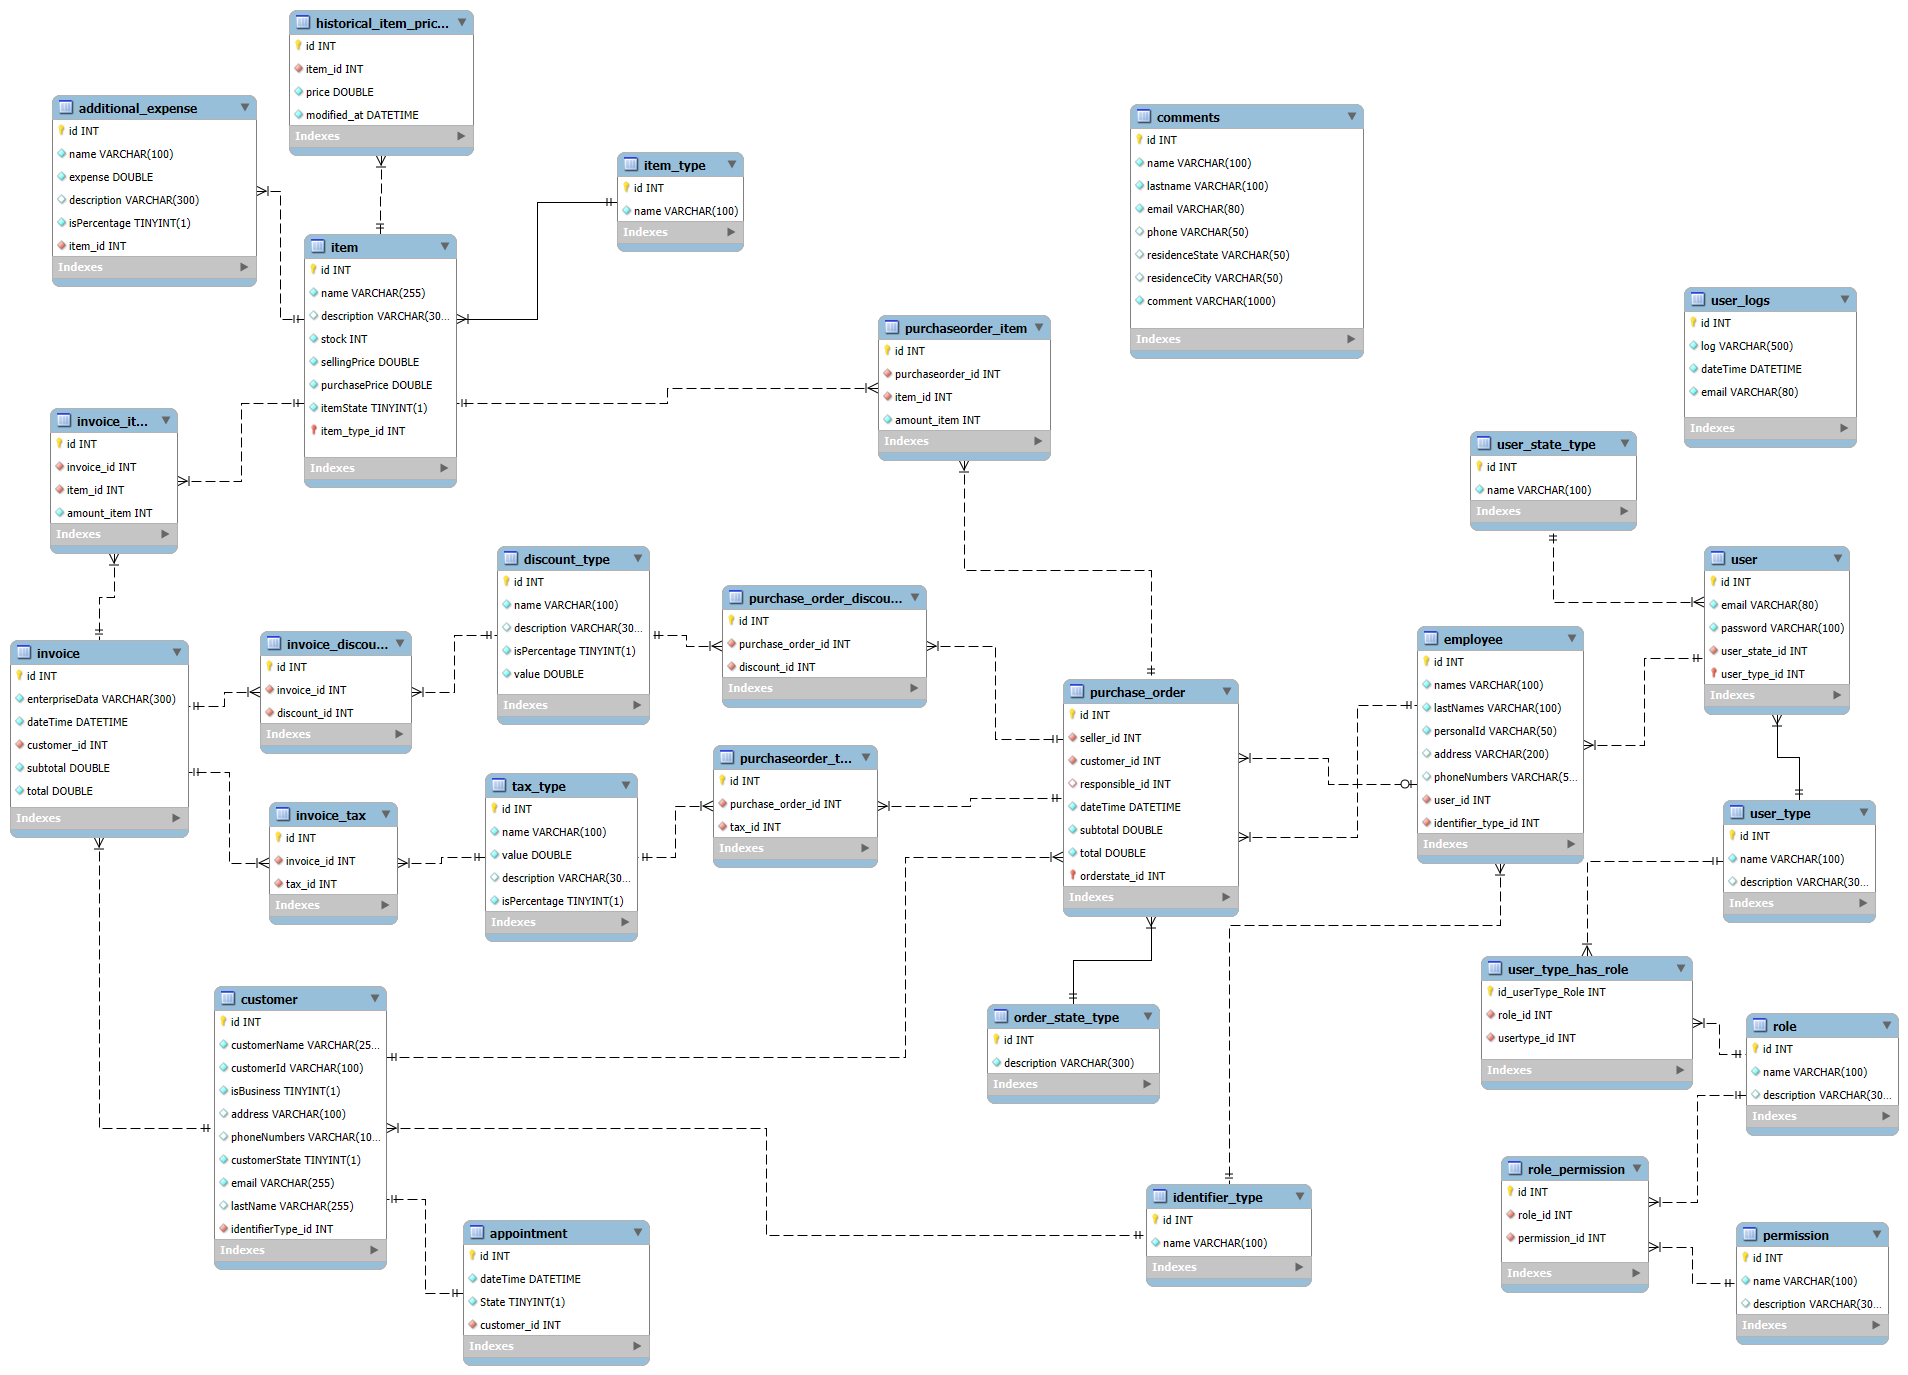 historical_item_pric...
id INT
item_id INT
price DOUBLE
modified_at DATETIME
Indexes
additional_expense
id INT
name VARCHAR(100)
expense DOUBLE
description VARCHAR(300)
isPercentage TINYINT(1)
item_id INT
Indexes
item_type
id INT
name VARCHAR(100)
Indexes
comments
id INT
name VARCHAR(100)
lastname VARCHAR(100)
email VARCHAR(80)
phone VARCHAR(50)
residenceState VARCHAR(50)
residenceCity VARCHAR(50)
comment VARCHAR(1000)
Indexes
item
id INT
name VARCHAR(255)
description VARCHAR(30...
stock INT
sellingPrice DOUBLE
purchasePrice DOUBLE
itemState TINYINT(1)
item_type_id INT
Indexes
user_logs
id INT
log VARCHAR(500)
dateTime DATETIME
email VARCHAR(80)
Indexes
purchaseorder_item
id INT
purchaseorder_id INT
item_id INT
amount_item INT
Indexes
invoice_it...
id INT
invoice_id INT
item_id INT
amount_item INT
Indexes
user_state_type
id INT
name VARCHAR(100)
Indexes
discount_type
id INT
name VARCHAR(100)
description VARCHAR(30...
isPercentage TINYINT(1)
value DOUBLE
Indexes
user
id INT
email VARCHAR(80)
password VARCHAR(100)
user_state_id INT
user_type_id INT
Indexes
purchase_order_discou...
id INT
purchase_order_id INT
discount_id INT
Indexes
employee
id INT
names VARCHAR(100)
lastNames VARCHAR(100)
personalId VARCHAR(50)
address VARCHAR(200)
phoneNumbers VARCHAR(5...
user_id INT
identifier_type_id INT
Indexes
invoice
id INT
enterpriseData VARCHAR(300)
dateTime DATETIME
customer_id INT
subtotal DOUBLE
total DOUBLE
Indexes
invoice_discou...
id INT
invoice_id INT
discount_id INT
Indexes
purchase_order
id INT
seller_id INT
customer_id INT
responsible_id INT
dateTime DATETIME
subtotal DOUBLE
total DOUBLE
orderstate_id INT
Indexes
purchaseorder_t...
id INT
purchase_order_id INT
tax_id INT
Indexes
tax_type
id INT
name VARCHAR(100)
value DOUBLE
description VARCHAR(30...
isPercentage TINYINT(1)
Indexes
invoice_tax
id INT
invoice_id INT
tax_id INT
Indexes
user_type
id INT
name VARCHAR(100)
description VARCHAR(30...
Indexes
user_type_has_role
id_userType_Role INT
role_id INT
usertype_id INT
Indexes
customer
id INT
customerName VARCHAR(25...
customerId VARCHAR(100)
isBusiness TINYINT(1)
address VARCHAR(100)
phoneNumbers VARCHAR(10...
customerState TINYINT(1)
email VARCHAR(255)
lastName VARCHAR(255)
identifierType_id INT
Indexes
order_state_type
id INT
description VARCHAR(300)
Indexes
role
id INT
name VARCHAR(100)
description VARCHAR(30...
Indexes
role_permission
id INT
role_id INT
permission_id INT
Indexes
identifier_type
id INT
name VARCHAR(100)
Indexes
appointment
id INT
dateTime DATETIME
State TINYINT(1)
customer_id INT
Indexes
permission
id INT
name VARCHAR(100)
description VARCHAR(30...
Indexes